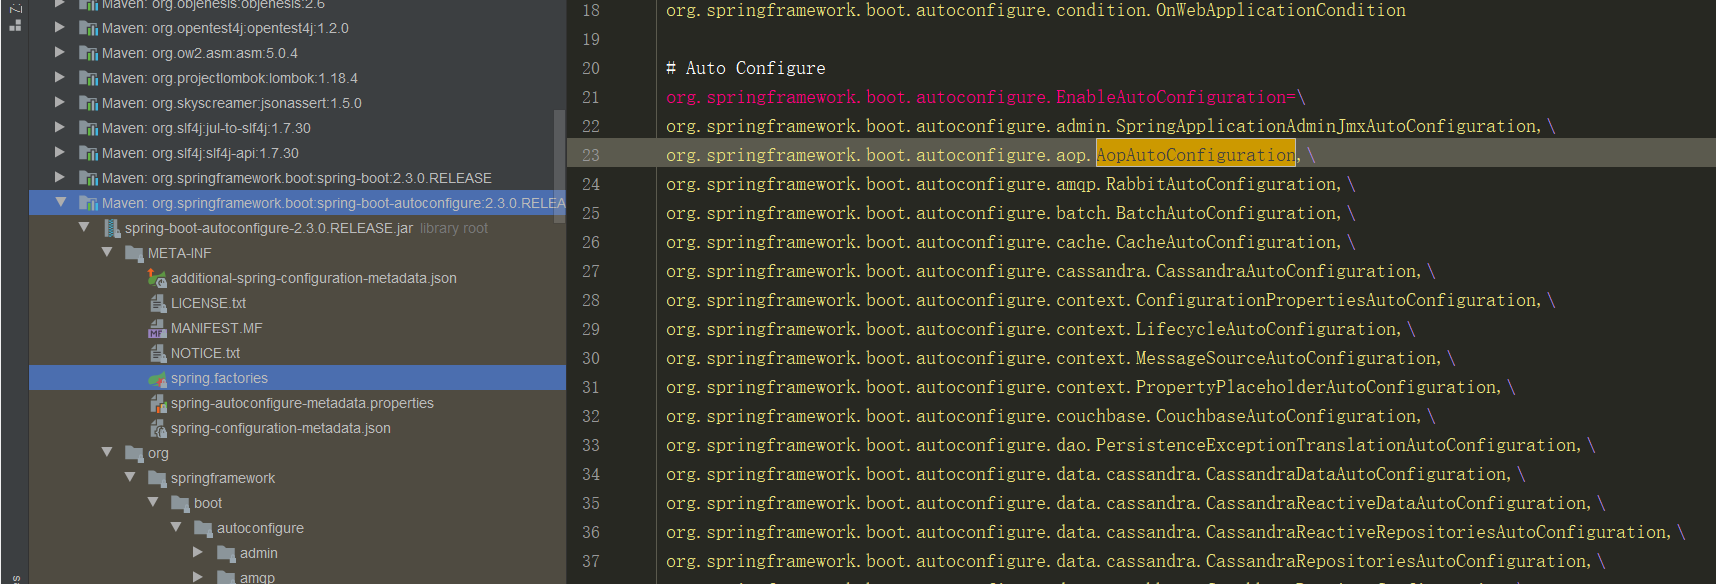 Z:
Maven: org.objenesis:objenesis:2.6
Maven: org.opentest4j:opentest4j:1.2.0
Maven: org.ow2.asm:asm:5.0.4
Maven: org.projectlombok:lombok:1.18.4
Maven: org.skyscreamer:jsonassert:1.5.0
Maven: org.slf4j:jul-to-slf4j:1.7.30
Maven: org.slf4j:slf4j-api:1.7.30
Maven: org.springframework.boot:spring-boot:2.3.0.RELEASE
Maven: org.springframework.boot:spring-boot-autoconfigure:2.3.0.RELEA
spring-boot-autoconfigure-2.3.0.RELEASE.jar library root
META-INF
additional-spring-configuration-metadata.json
LICENSE.txt
MANIFEST.MF
NOTICE.txt
spring.factories
spring-autoconfigure-metadata.properties
spring-configuration-metadata.json
org
springframework
boot
autoconfigure
admin
amqp
18 org.springframework.boot.autoconfigure.condition.OnWebApplicationCondition
19
20 # Auto Configure
21 org.springframework.boot.autoconfigure.EnableAutoConfiguration=\
22 org.springframework.boot.autoconfigure.admin.SpringApplicationAdminJmxAutoConfiguration,\
23 org.springframework.boot.autoconfigure.aop.AopAutoConfiguration,\
24 org.springframework.boot.autoconfigure.amqp.RabbitAutoConfiguration,\
25 org.springframework.boot.autoconfigure.batch.BatchAutoConfiguration,\
26 org.springframework.boot.autoconfigure.cache.CacheAutoConfiguration,\
27 org.springframework.boot.autoconfigure.cassandra.CassandraAutoConfiguration,\
28 org.springframework.boot.autoconfigure.context.ConfigurationPropertiesAutoConfiguration,\
29 org.springframework.boot.autoconfigure.context.LifecycleAutoConfiguration,\
30 org.springframework.boot.autoconfigure.context.MessageSourceAutoConfiguration,\
31 org.springframework.boot.autoconfigure.context.PropertyPlaceholderAutoConfiguration,\
32 org.springframework.boot.autoconfigure.couchbase.CouchbaseAutoConfiguration,\
33 org.springframework.boot.autoconfigure.dao.PersistenceExceptionTranslationAutoConfiguration,\
34 org.springframework.boot.autoconfigure.data.cassandra.CassandraDataAutoConfiguration,\
35 org.springframework.boot.autoconfigure.data.cassandra.CassandraReactiveDataAutoConfiguration,\
36 org.springframework.boot.autoconfigure.data.cassandra.CassandraReactiveRepositoriesAutoConfiguration,\
37 org.springframework.boot.autoconfigure.data.cassandra.CassandraRepositoriesAutoConfiguration,\